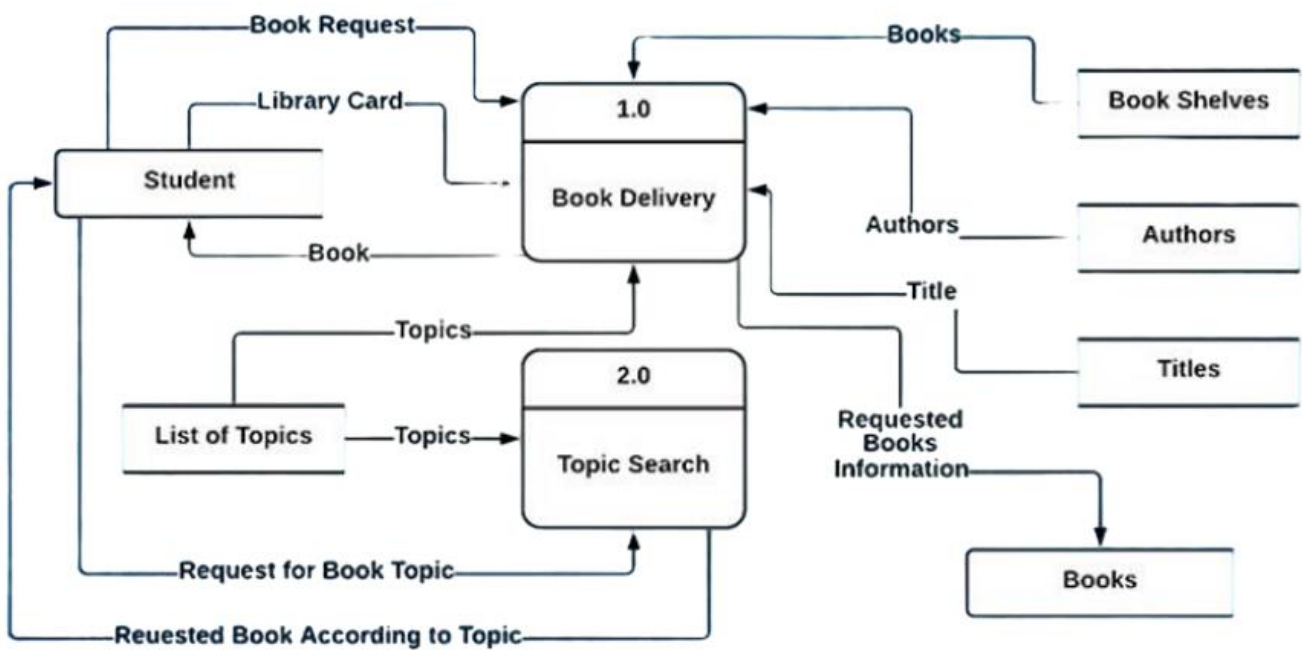 Book Request
Books
Library Card
1.0
Book Shelves
Student
Book Delivery
Authors
Authors
Book
Title
Topics
Titles
2.0
List of Topics
Topics
Requested
Books
Information
Topic Search
Request for Book Topic
Books
Reuested Book According to Topic